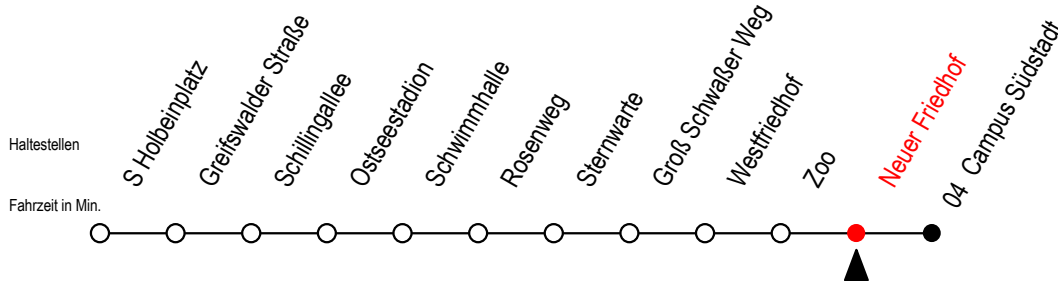 S Holbeinplatz
Greifswalder Straße
Schillingallee
Ostseestadion
Schwimmhalle
Rosenweg
Sternwarte
Groß Schwaßer Weg
Westfriedhof
Zoo
Neuer Friedhof
04 Campus Südstadt
Haltestellen
Fahrzeit in Min.